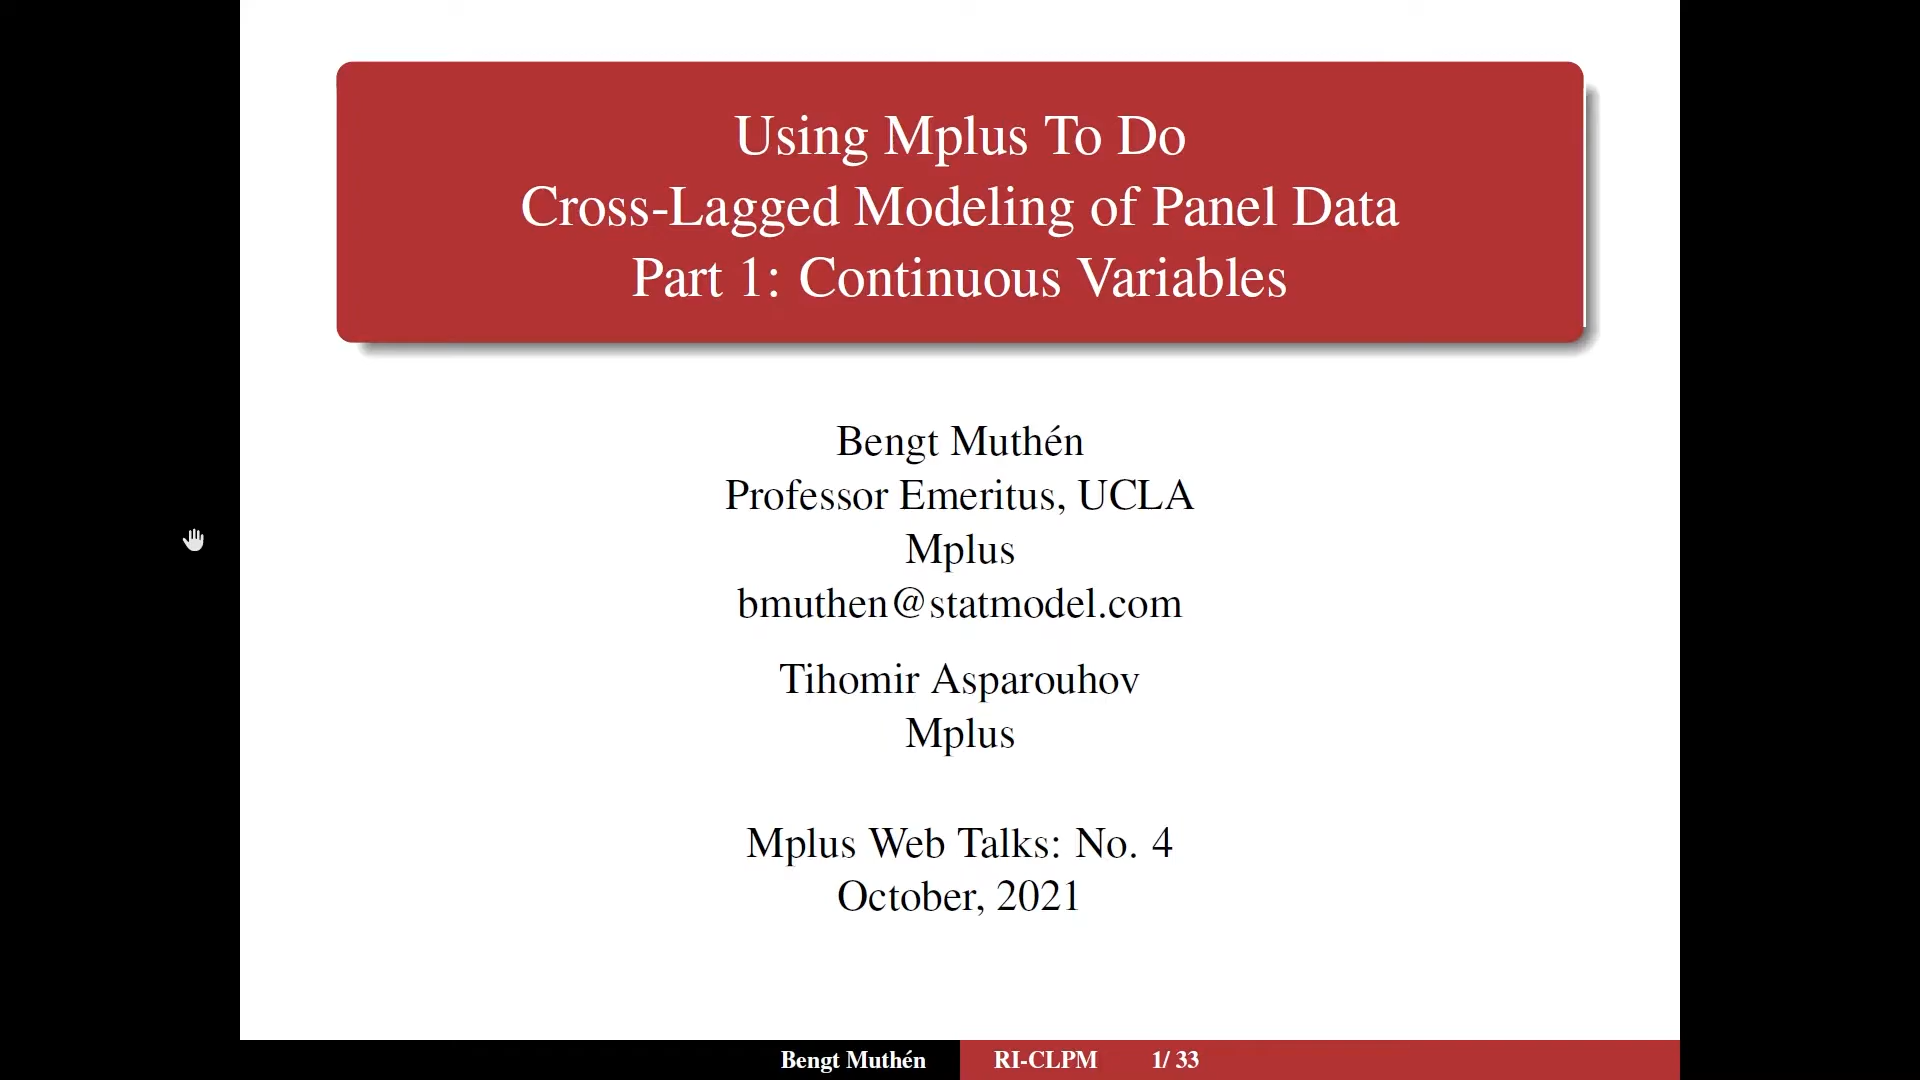 Using Mplus To Do
Cross-Lagged Modeling of Panel Data
Part 1: Continuous Variables
Bengt Muthén
Professor Emeritus, UCLA
Mplus
bmuthen@statmodel.com
Tihomir Asparouhov
Mplus
Mplus Web Talks: No. 4
October, 2021
Bengt Muthén RI-CLPM 1/ 33